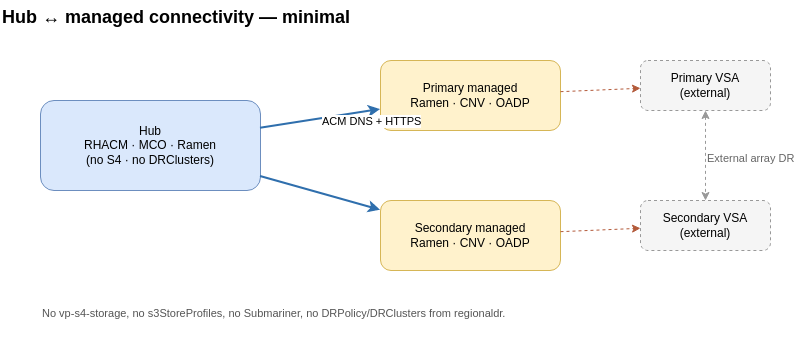 Hub ↔ managed connectivity — minimal
Hub
RHACM · MCO · Ramen
(no S4 · no DRClusters)
ACM DNS + HTTPS
Primary managed
Ramen · CNV · OADP
Primary VSA
(external)
External array DR
Secondary managed
Ramen · CNV · OADP
Secondary VSA
(external)
No vp-s4-storage, no s3StoreProfiles, no Submariner, no DRPolicy/DRClusters from regionaldr.